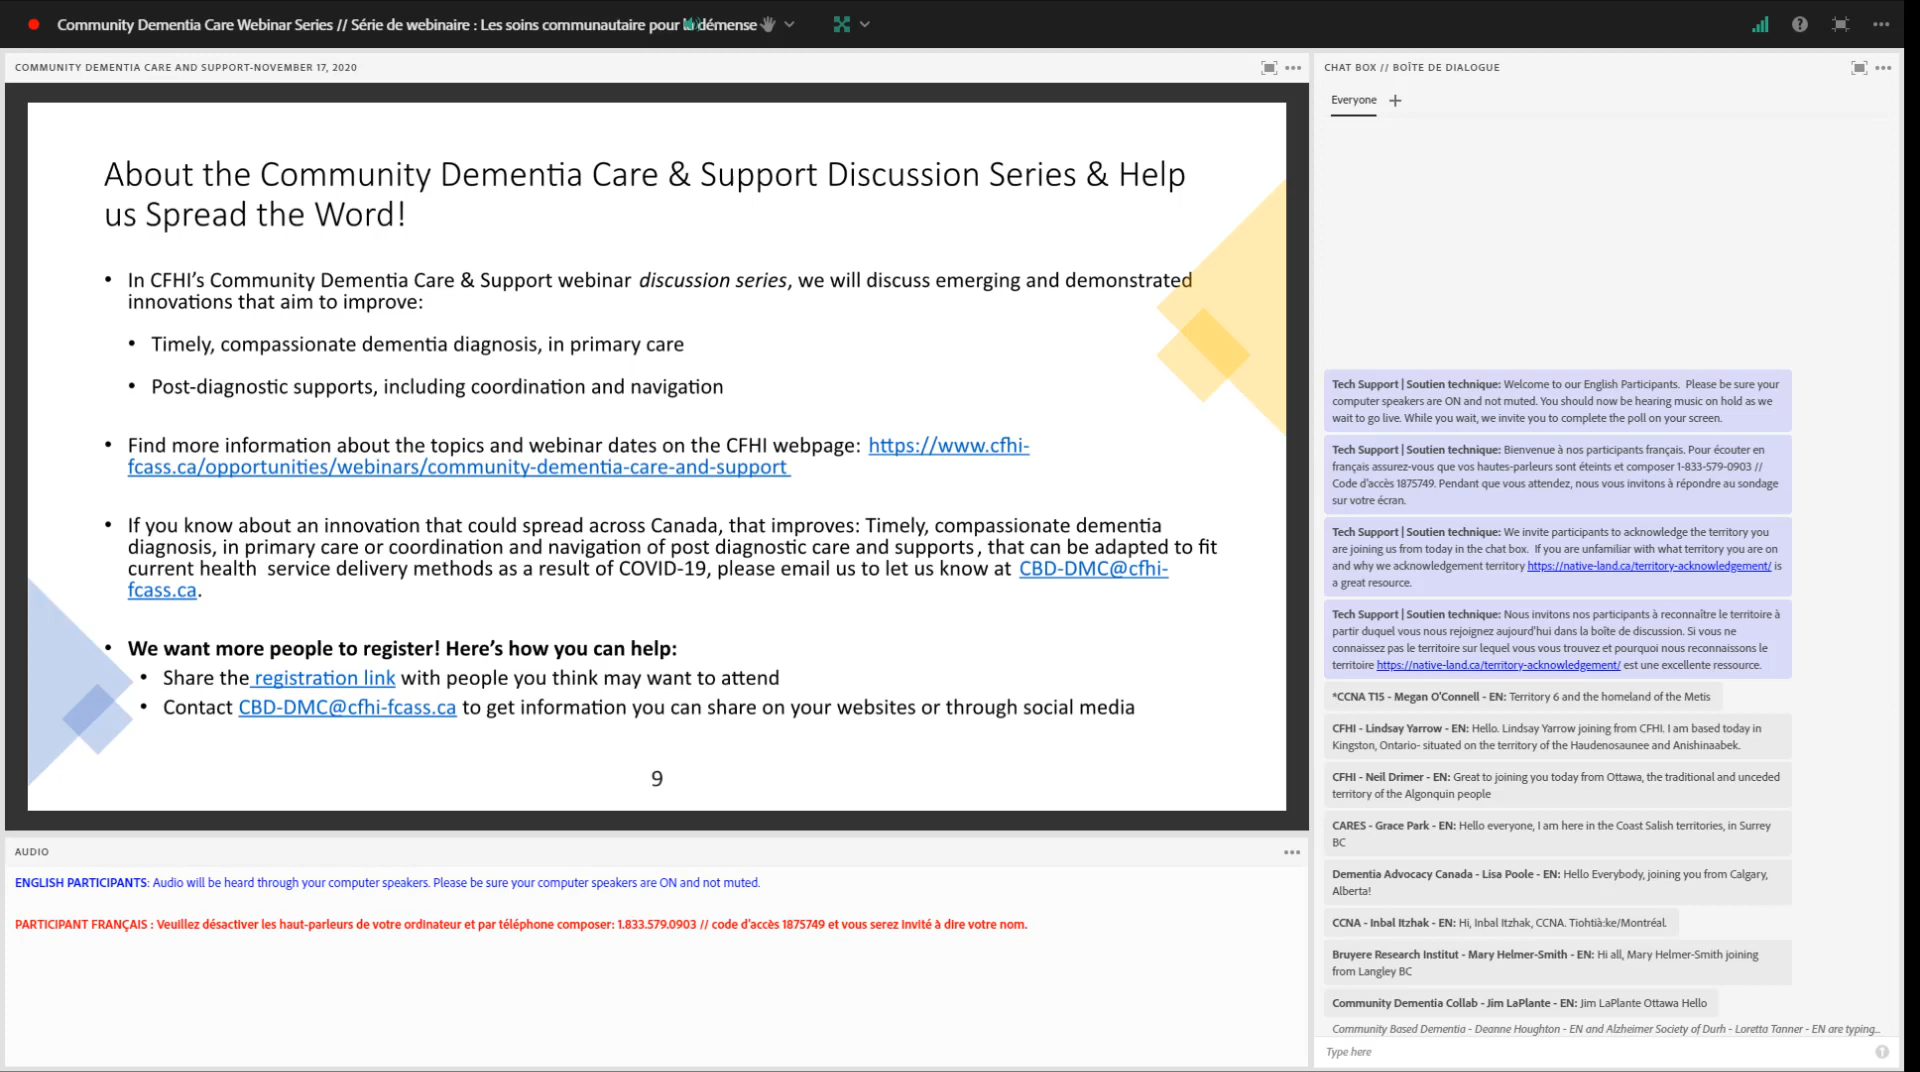 Community Dementia Care Webinar Series // Série de webinaire : Les soins communautaire pour la démense
COMMUNITY DEMENTIA CARE AND SUPPORT-NOVEMBER 17, 2020
About the Community Dementia Care & Support Discussion Series & Help
us Spread the Word!
• In CFHI's Community Dementia Care & Support webinar discussion series, we will discuss emerging and demonstrated
innovations that aim to improve:
• Timely, compassionate dementia diagnosis, in primary care
• Post-diagnostic supports, including coordination and navigation
• Find more information about the topics and webinar dates on the CFHI webpage: https://www.cfhi-
fcass.ca/opportunities/webinars/community-dementia-care-and-support
• If you know about an innovation that could spread across Canada, that improves: Timely, compassionate dementia
diagnosis, in primary care or coordination and navigation of post diagnostic care and supports, that can be adapted to fit
current health service delivery methods as a result of COVID-19, please email us to let us know at CBD-DMC@cfhi-
fcass.ca.
• We want more people to register! Here's how you can help:
• Share the registration link with people you think may want to attend
• Contact CBD-DMC@cfhi-fcass.ca to get information you can share on your websites or through social media
9
AUDIO
ENGLISH PARTICIPANTS: Audio will be heard through your computer speakers. Please be sure your computer speakers are ON and not muted.
PARTICIPANT FRANÇAIS : Veuillez désactiver les haut-parleurs de votre ordinateur et par téléphone composer: 1.833.579.0903 // code d'accès 1875749 et vous serez invité à dire votre nom.
CHAT BOX // BOÎTE DE DIALOGUE
Everyone
Tech Support | Soutien technique: Welcome to our English Participants. Please be sure your
computer speakers are ON and not muted. You should now be hearing music on hold as we
wait to go live. While you wait, we invite you to complete the poll on your screen.
Tech Support | Soutien technique: Bienvenue à nos participants français. Pour écouter en
français assurez-vous que vos hautes-parleurs sont éteints et composer 1-833-579-0903 //
Code d'accès 1875749. Pendant que vous attendez, nous vous invitons à répondre au sondage
sur votre écran.
Tech Support | Soutien technique: We invite participants to acknowledge the territory you
are joining us from today in the chat box. If you are unfamiliar with what territory you are on
and why we acknowledgement territory https://native-land.ca/territory-acknowledgement/ is
a great resource.
Tech Support | Soutien technique: Nous invitons nos participants à reconnaître le territoire à
partir duquel vous nous rejoignez aujourd'hui dans la boîte de discussion. Si vous ne
connaissez pas le territoire sur lequel vous vous trouvez et pourquoi nous reconnaissons le
territoire https://native-land.ca/territory-acknowledgement/ est une excellente ressource.
*CCNA T15 - Megan O'Connell - EN: Territory 6 and the homeland of the Metis
CFHI - Lindsay Yarrow - EN: Hello. Lindsay Yarrow joining from CFHI. I am based today in
Kingston, Ontario- situated on the territory of the Haudenosaunee and Anishinaabek.
CFHI - Neil Drimer - EN: Great to joining you today from Ottawa, the traditional and unceded
territory of the Algonquin people
CARES - Grace Park - EN: Hello everyone, I am here in the Coast Salish territories, in Surrey
BC
Dementia Advocacy Canada - Lisa Poole - EN: Hello Everybody, joining you from Calgary,
Alberta!
CCNA - Inbal Itzhak - EN: Hi, Inbal Itzhak, CCNA. Tiohtià:ke/Montréal.
Bruyere Research Institut - Mary Helmer-Smith - EN: Hi all, Mary Helmer-Smith joining
from Langley BC
Community Dementia Collab - Jim LaPlante - EN: Jim LaPlante Ottawa Hello
Community Based Dementia - Deanne Houghton - EN and Alzheimer Society of Durh - Loretta Tanner - EN are typing...
Type here